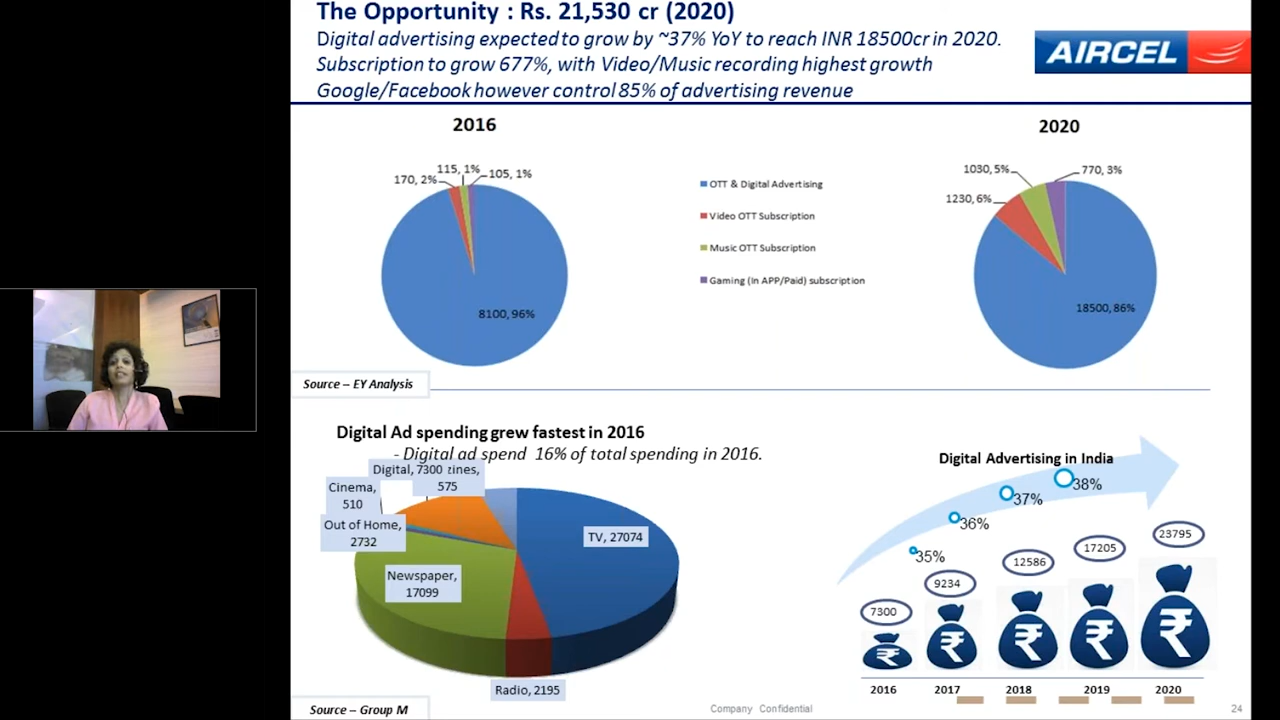 The Opportunity : Rs. 21,530 cr (2020)
Digital advertising expected to grow by ~37% YoY to reach INR 18500cr in 2020.
Subscription to grow 677%, with Video/Music recording highest growth
Google/Facebook however control 85% of advertising revenue
AIRCEL
2016
115, 1%
170, 2%
105, 1%
8100, 96%
OTT & Digital Advertising
Video OTT Subscription
Music OTT Subscription
Gaming (In APP/Paid) subscription
2020
1030, 5%
770, 3%
1230, 6%
18500, 86%
Source – EY Analysis
Digital Ad spending grew fastest in 2016
- Digital ad spend 16% of total spending in 2016.
Digital, 7300
zines,
575
Cinema,
510
Out of Home,
2732
TV, 27074
Newspaper,
17099
Radio, 2195
Digital Advertising in India
38%
37%
36%
35%
7300
9234
12586
17205
23795
₹ ₹ ₹ ₹ ₹
2016 2017 2018 2019 2020
Source – Group M
Company Confidential
24